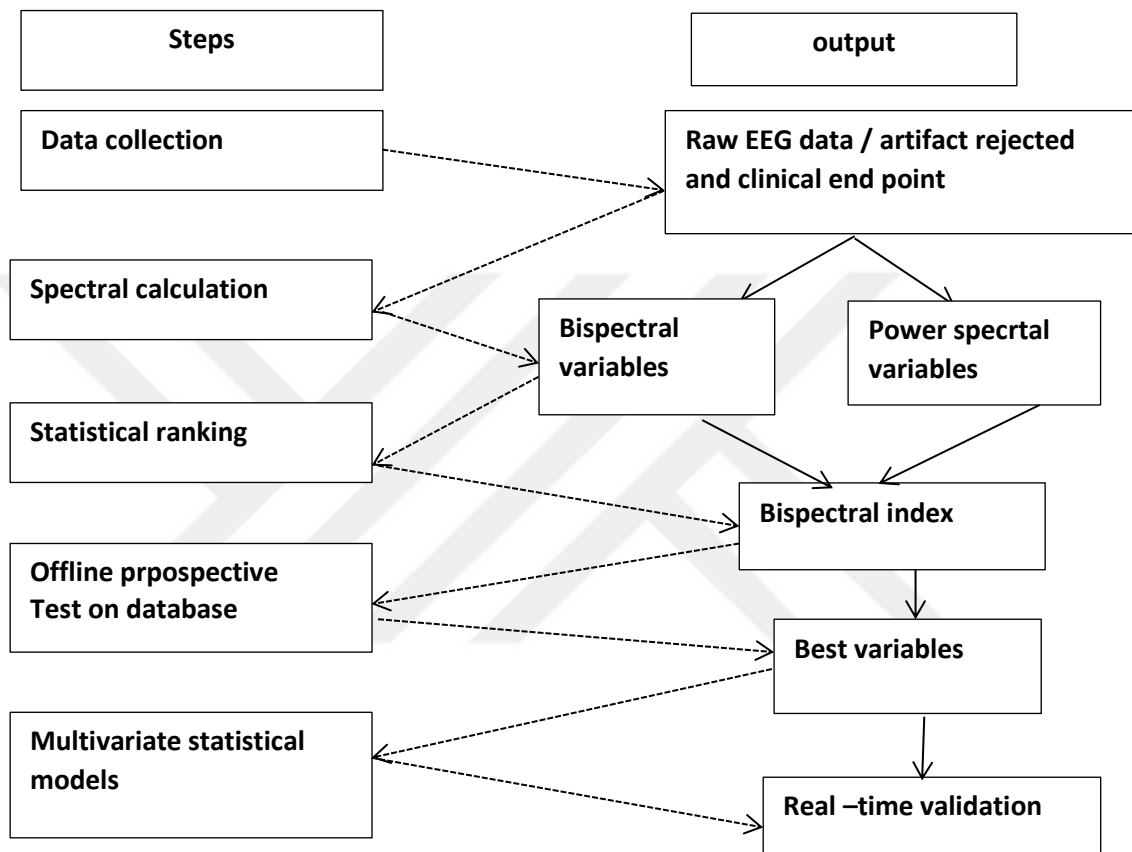 Steps
output
Data collection
Raw EEG data / artifact rejected
and clinical end point
Spectral calculation
Bispectral
variables
Power specrtal
variables
Statistical ranking
Bispectral index
Offline prpospective
Test on database
Best variables
Multivariate statistical
models
Real –time validation